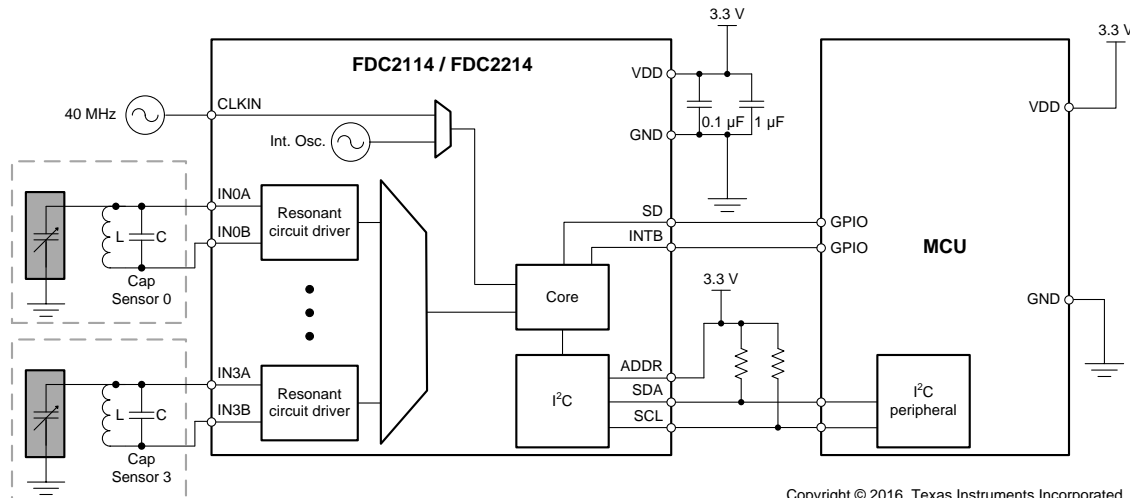 3.3 V
3.3 V
FDC2114 / FDC2214
VDD
CLKIN
40 MHz
0.1 µF
1 µF
VDD
Int. Osc.
GND
IN0A
Resonant
circuit driver
SD
GPIO
L
C
IN0B
INTB
GPIO
MCU
Cap
Sensor 0
Core
3.3 V
GND
IN3A
Resonant
circuit driver
ADDR
L
C
IN3B
I²C
SDA
I²C
peripheral
SCL
Cap
Sensor 3
Copyright © 2016, Texas Instruments Incorporated